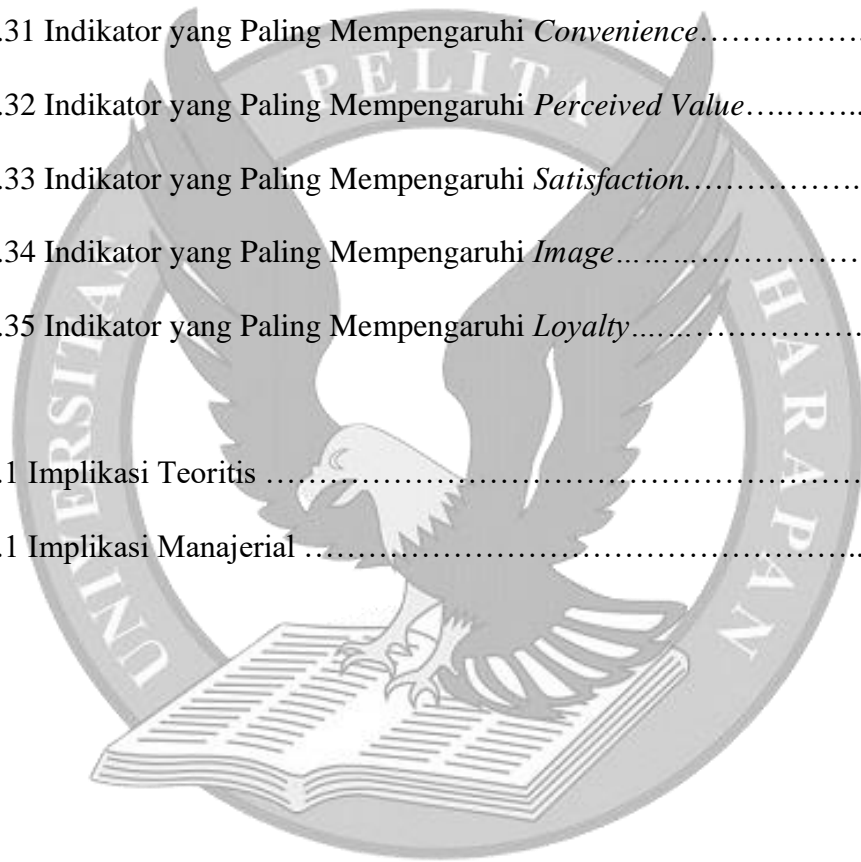 .31 Indikator yang Paling Mempengaruhi Convenience…………….
.32 Indikator yang Paling Mempengaruhi Perceived Value….……..
.33 Indikator yang Paling Mempengaruhi Satisfaction.…………….
.34 Indikator yang Paling Mempengaruhi Image……..……………
.35 Indikator yang Paling Mempengaruhi Loyalty….…..…………….
.1 Implikasi Teoritis ………………………………………………….
.1 Implikasi Manajerial ……………………………………………..
UNIVERSITAS PELITA HARAPAN